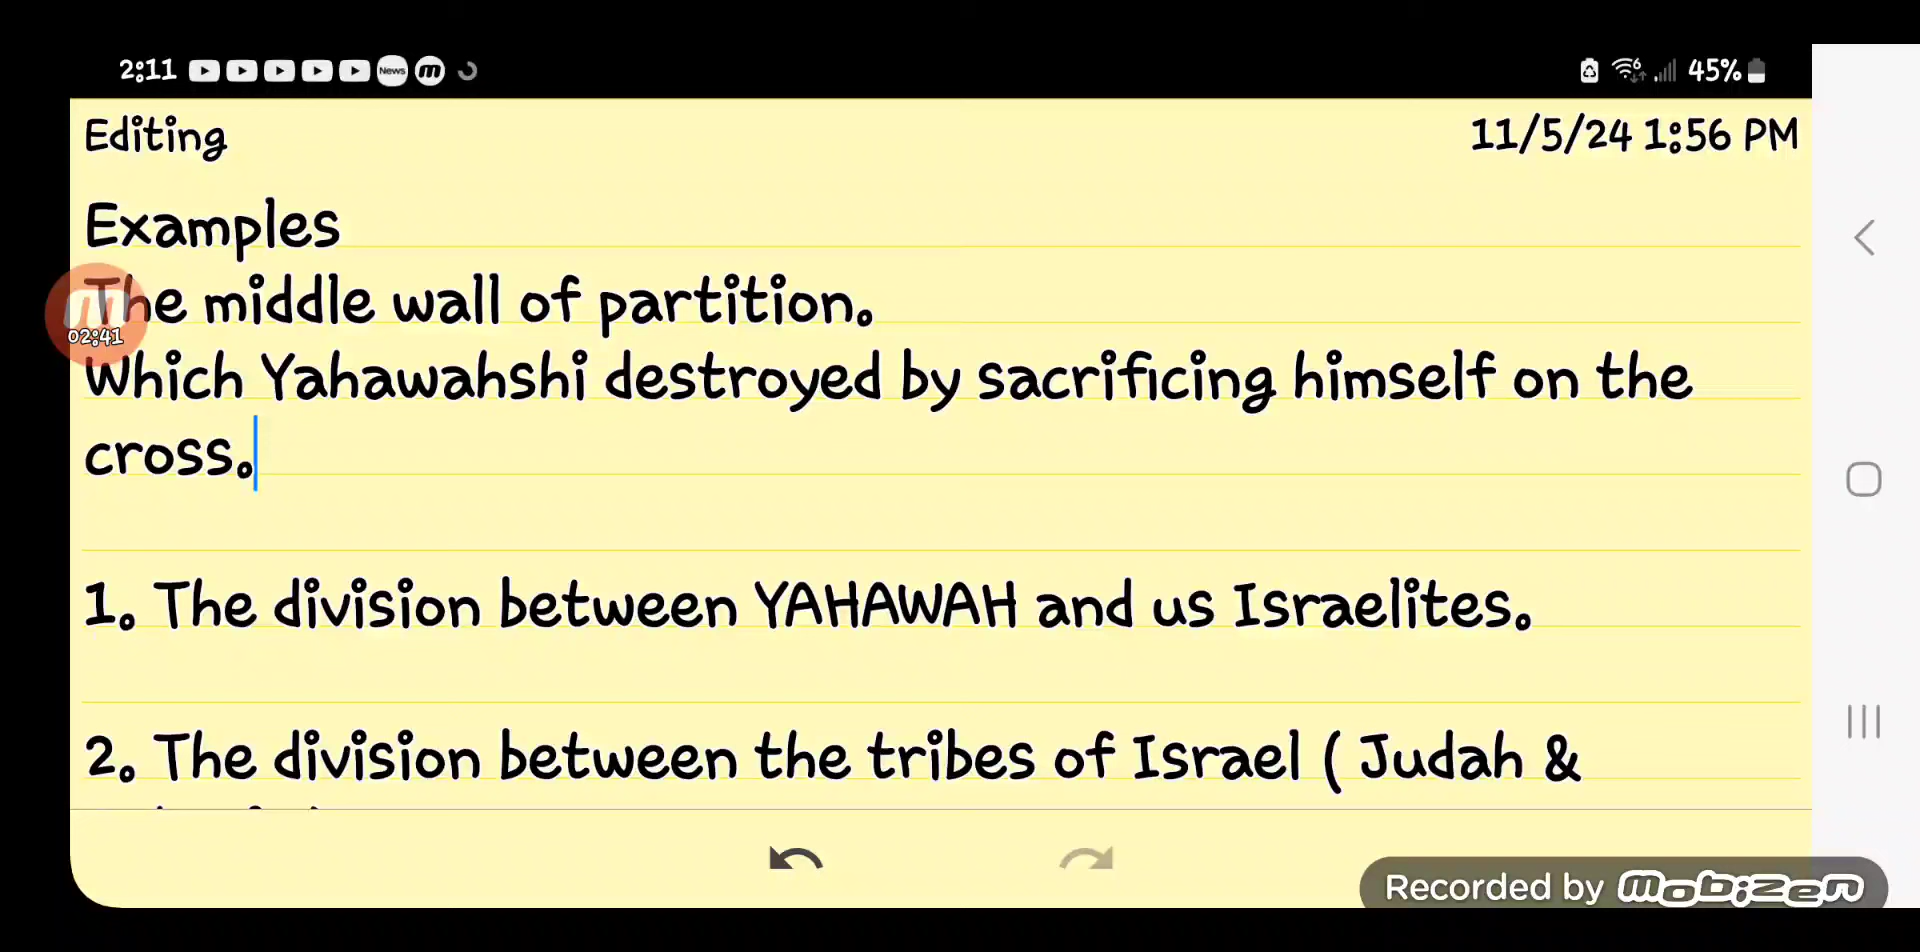 2:11 News m 45%
Editing 11/5/24 1:56 PM
Examples
The middle wall of partition.
02:41
Which Yahawahshi destroyed by sacrificing himself on the
cross.
1. The division between YAHAWAH and us Israelites.
2. The division between the tribes of Israel ( Judah &
Recorded by mobizen